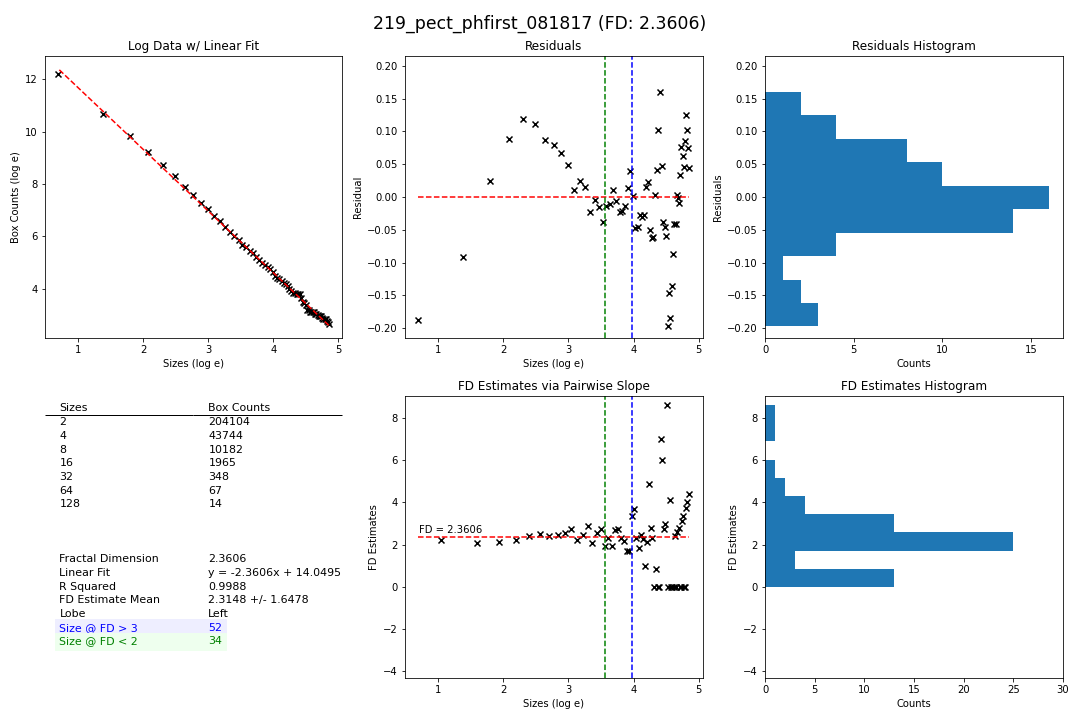 219_pect_phfirst_081817 (FD: 2.3606)
Log Data w/ Linear Fit
Box Counts (log e)
12
10
8
6
4
1 2 3 4 5
Sizes (log e)
Residuals
Residual
0.20
0.15
0.10
0.05
0.00
−0.05
−0.10
−0.15
−0.20
1 2 3 4 5
Sizes (log e)
Residuals Histogram
Residuals
0.20
0.15
0.10
0.05
0.00
−0.05
−0.10
−0.15
−0.20
0 5 10 15
Counts
Sizes Box Counts
2 204104
4 43744
8 10182
16 1965
32 348
64 67
128 14
Fractal Dimension 2.3606
Linear Fit y = -2.3606x + 14.0495
R Squared 0.9988
FD Estimate Mean 2.3148 +/- 1.6478
Lobe Left
Size @ FD > 3 52
Size @ FD < 2 34
FD Estimates via Pairwise Slope
FD Estimates
8
6
4
2
0
−2
−4
FD = 2.3606
1 2 3 4 5
Sizes (log e)
FD Estimates Histogram
FD Estimates
8
6
4
2
0
−2
−4
0 5 10 15 20 25 30
Counts